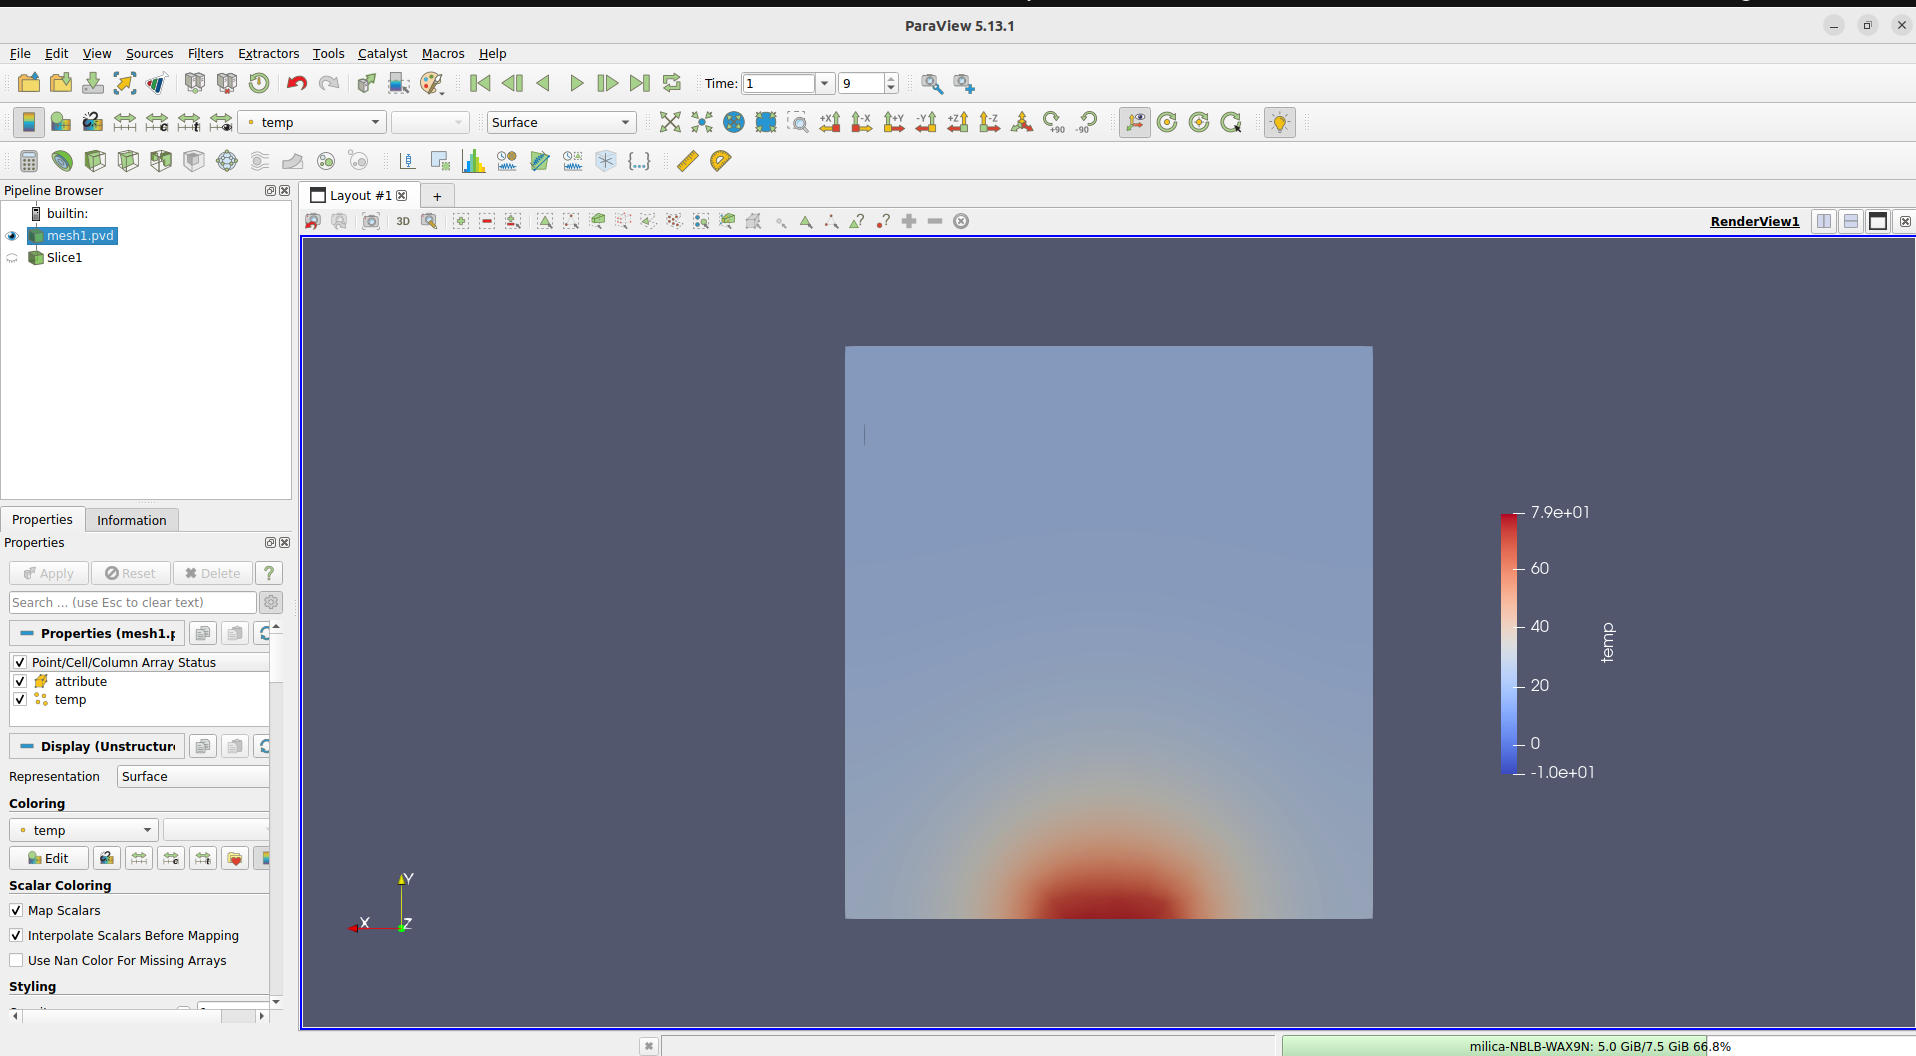 ParaView 5.13.1
File Edit View Sources Filters Extractors Tools Catalyst Macros Help
Time: 1 9
temp Surface +X -X +Y -Y +Z -Z +90 -90
Pipeline Browser
builtin:
mesh1.pvd
Slice1
Layout #1 +
3D RenderView1
Properties Information
Properties
Apply Reset Delete ?
Search ... (use Esc to clear text)
Properties (mesh1.p
Point/Cell/Column Array Status
attribute
temp
Display (Unstructure
Representation Surface
Coloring
temp
Edit
Scalar Coloring
Map Scalars
Interpolate Scalars Before Mapping
Use Nan Color For Missing Arrays
Styling
7.9e+01
60
40
20
0
-1.0e+01
temp
Y
X
Z
milica-NBLB-WAX9N: 5.0 GiB/7.5 GiB 66.8%